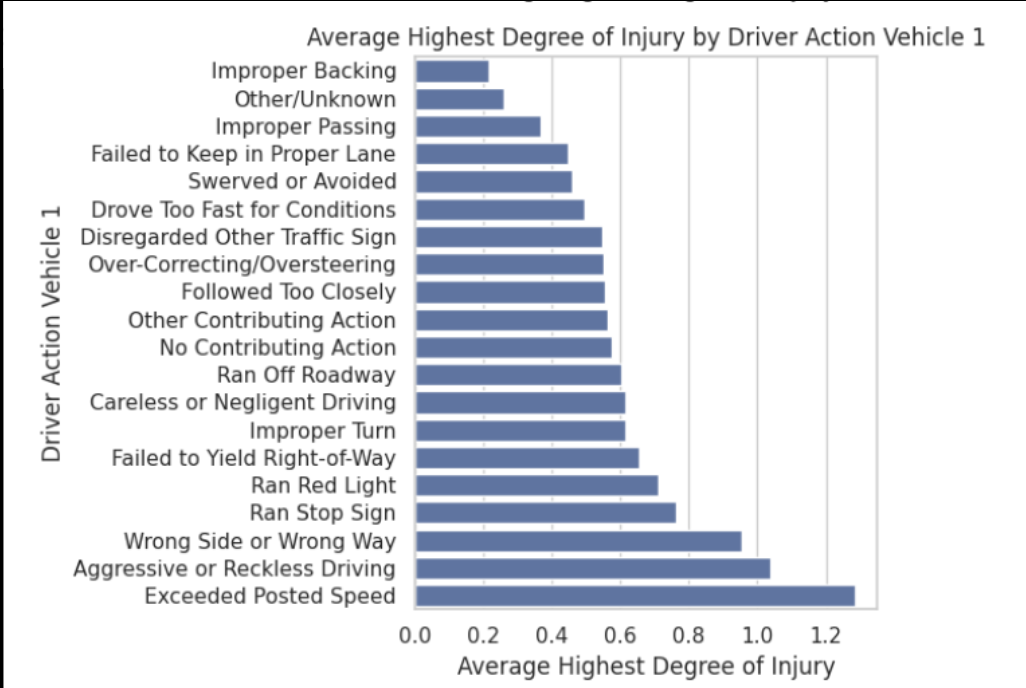 Average Highest Degree of Injury by Driver Action Vehicle 1
Driver Action Vehicle 1
Improper Backing
Other/Unknown
Improper Passing
Failed to Keep in Proper Lane
Swerved or Avoided
Drove Too Fast for Conditions
Disregarded Other Traffic Sign
Over-Correcting/Oversteering
Followed Too Closely
Other Contributing Action
No Contributing Action
Ran Off Roadway
Careless or Negligent Driving
Improper Turn
Failed to Yield Right-of-Way
Ran Red Light
Ran Stop Sign
Wrong Side or Wrong Way
Aggressive or Reckless Driving
Exceeded Posted Speed
0.0 0.2 0.4 0.6 0.8 1.0 1.2
Average Highest Degree of Injury